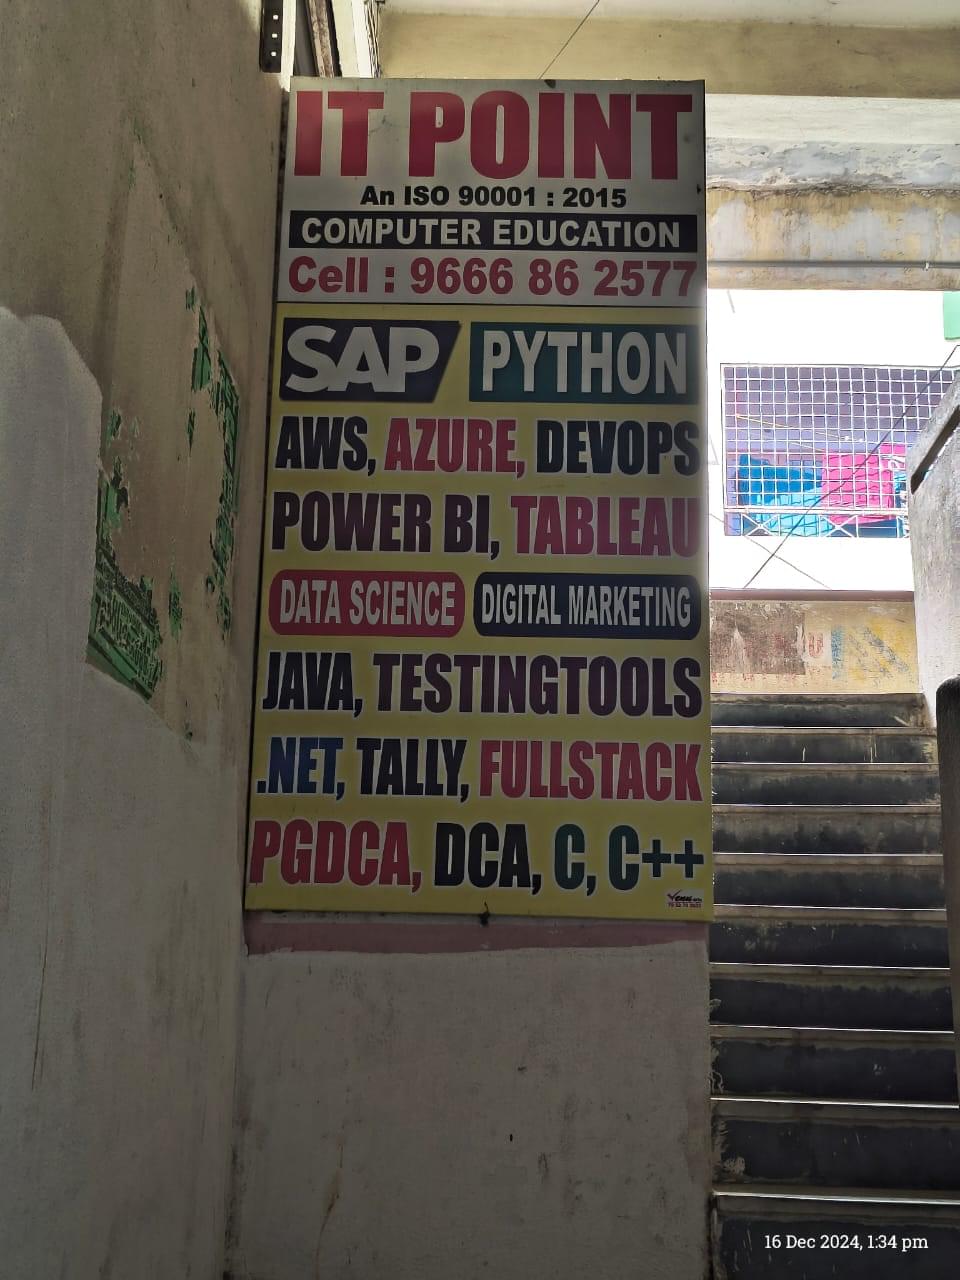 IT POINT
An ISO 90001 : 2015
COMPUTER EDUCATION
Cell : 9666 86 2577
SAP PYTHON
AWS, AZURE, DEVOPS
POWER BI, TABLEAU
DATA SCIENCE DIGITAL MARKETING
JAVA, TESTINGTOOLS
.NET, TALLY, FULLSTACK
PGDCA, DCA, C, C++
16 Dec 2024, 1:34 pm